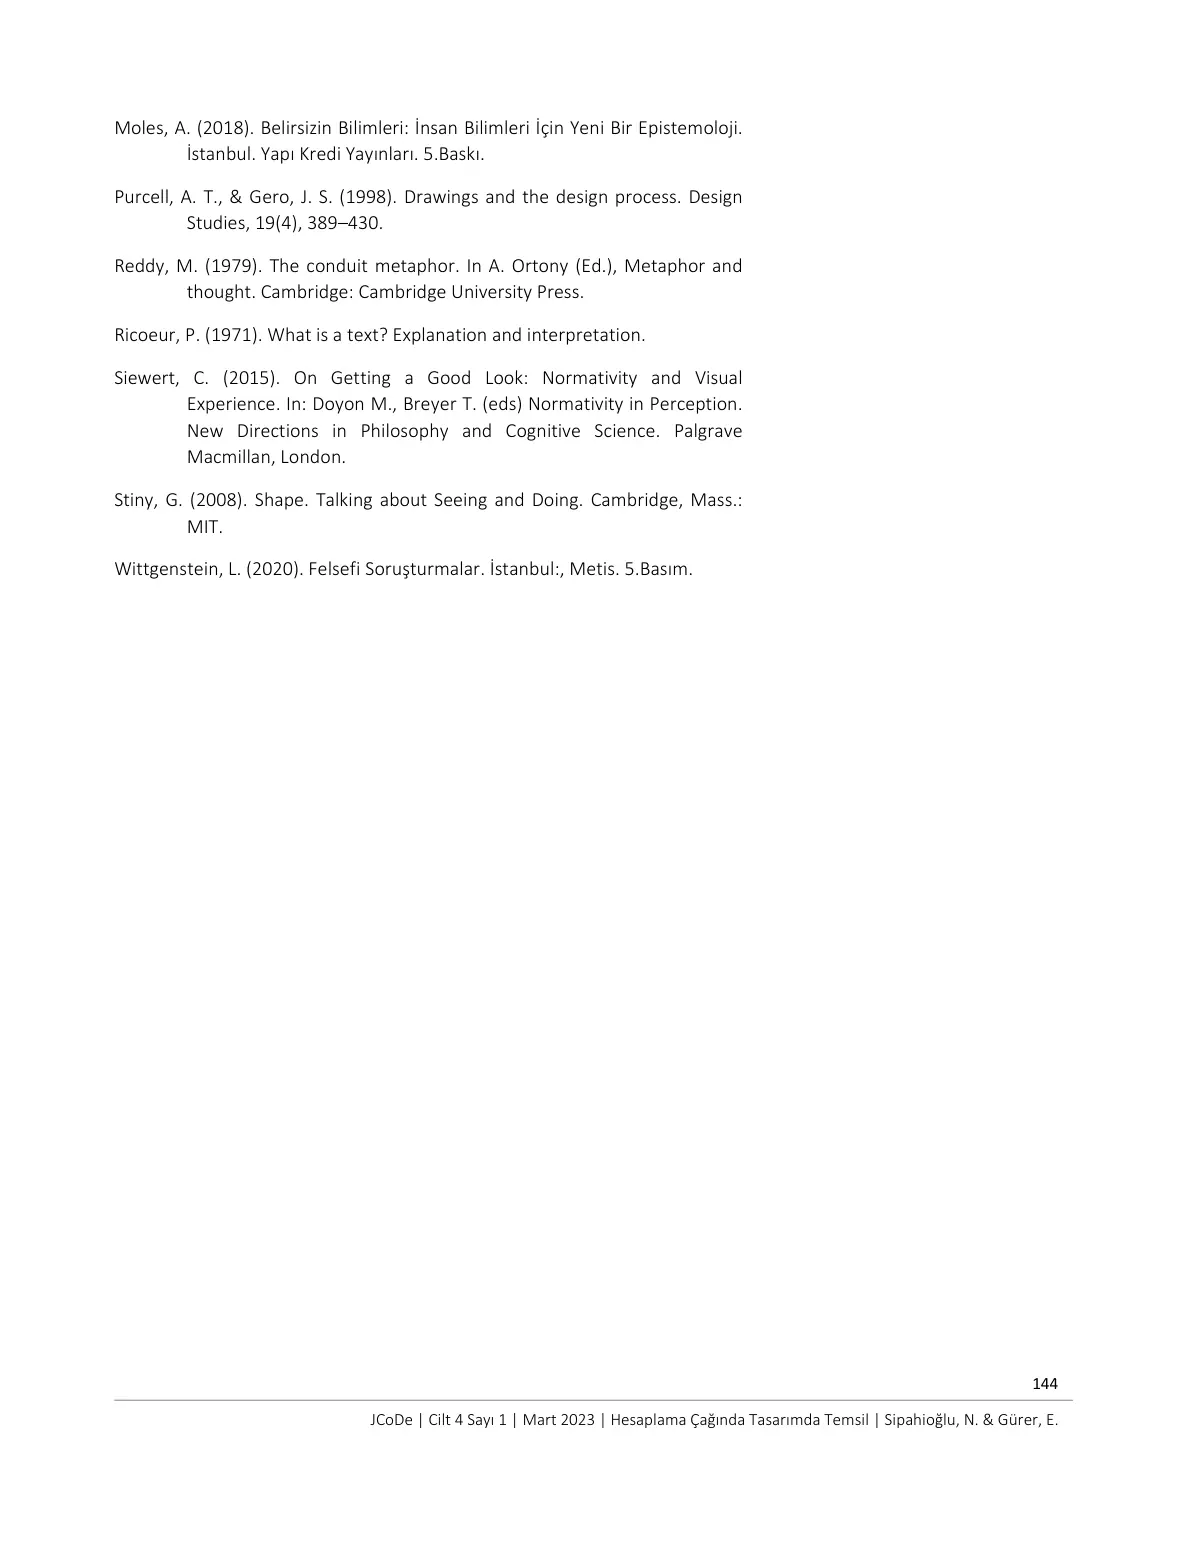 Moles, A. (2018). Belirsizin Bilimleri: İnsan Bilimleri İçin Yeni Bir Epistemoloji.
İstanbul. Yapı Kredi Yayınları. 5.Baskı.
Purcell, A. T., & Gero, J. S. (1998). Drawings and the design process. Design
Studies, 19(4), 389–430.
Reddy, M. (1979). The conduit metaphor. In A. Ortony (Ed.), Metaphor and
thought. Cambridge: Cambridge University Press.
Ricoeur, P. (1971). What is a text? Explanation and interpretation.
Siewert, C. (2015). On Getting a Good Look: Normativity and Visual
Experience. In: Doyon M., Breyer T. (eds) Normativity in Perception.
New Directions in Philosophy and Cognitive Science. Palgrave
Macmillan, London.
Stiny, G. (2008). Shape. Talking about Seeing and Doing. Cambridge, Mass.:
MIT.
Wittgenstein, L. (2020). Felsefi Soruşturmalar. İstanbul:, Metis. 5.Basım.
144
JCoDe | Cilt 4 Sayı 1 | Mart 2023 | Hesaplama Çağında Tasarımda Temsil | Sipahioğlu, N. & Gürer, E.